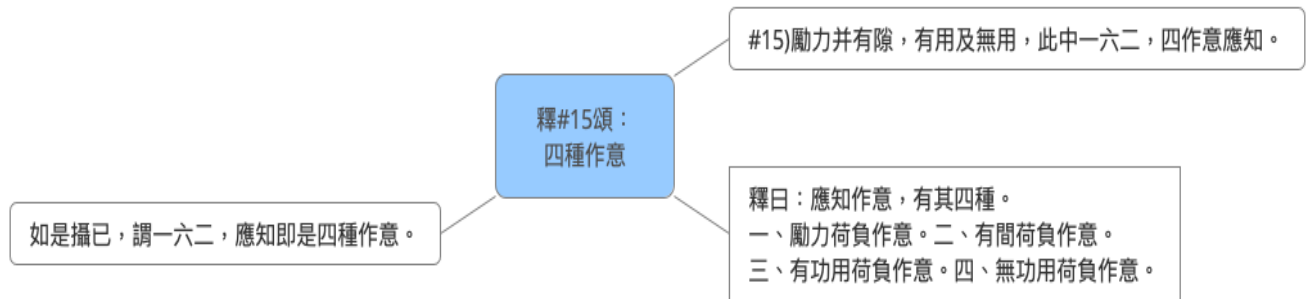 #15)勵力并有隙，有用及無用，此中一六二，四作意應知。
釋#15頌：
四種作意
釋日：應知作意，有其四種。
一、勵力荷負作意。二、有間荷負作意。
三、有功用荷負作意。四、無功用荷負作意。
如是攝已，謂一六二，應知即是四種作意。